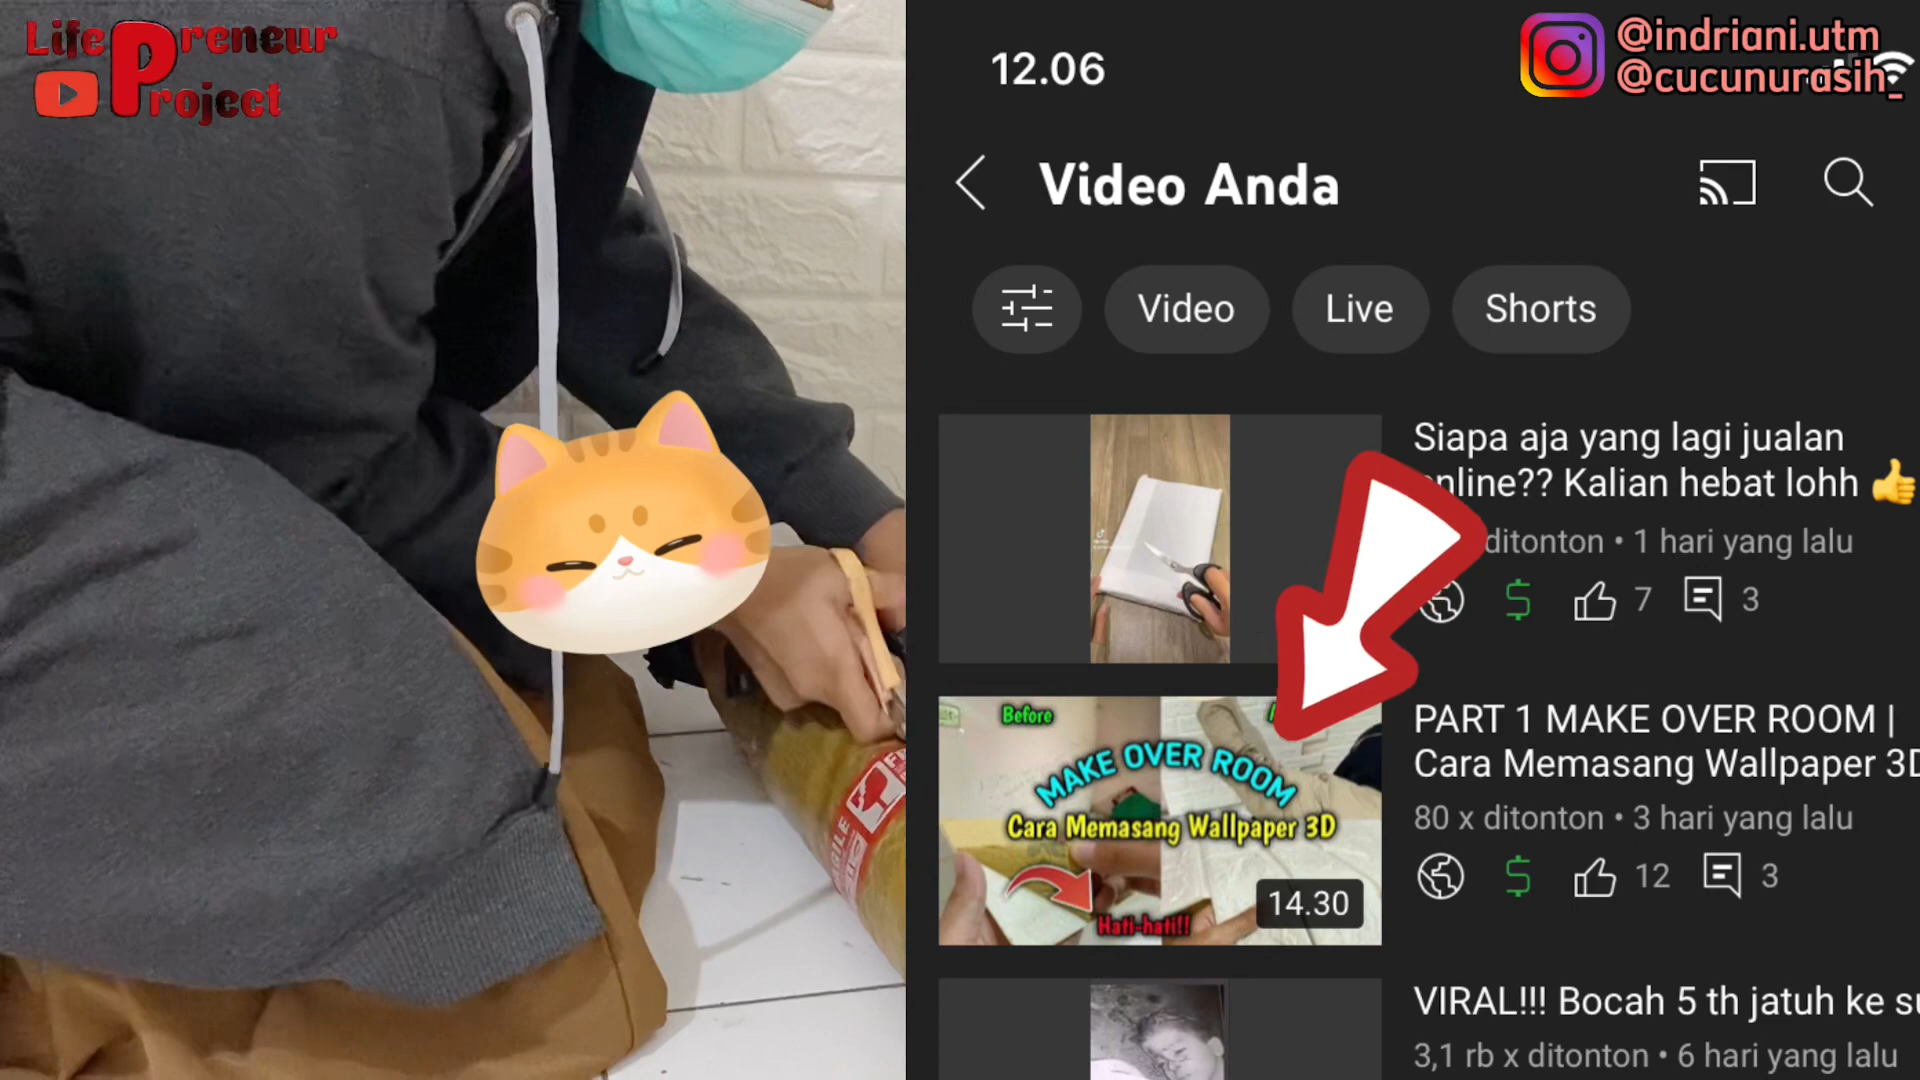 Life Preneur
Project
@indriani.utm
@cucunurasih_
12.06
Video Anda
Video
Live
Shorts
Siapa aja yang lagi jualan
online?? Kalian hebat lohh 👍
ditonton • 1 hari yang lalu
7
3
Before
MAKE OVER ROOM
Cara Memasang Wallpaper 3D
Hati-hati!!
14.30
PART 1 MAKE OVER ROOM |
Cara Memasang Wallpaper 3D
80 x ditonton • 3 hari yang lalu
12
3
VIRAL!!! Bocah 5 th jatuh ke
3,1 rb x ditonton • 6 hari yang lalu